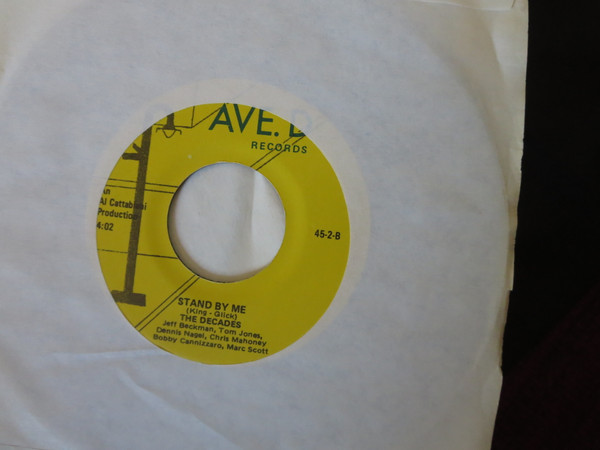 AVE. D
RECORDS
An
Al Cattabiani
Production
4:02
45-2-B
STAND BY ME
(King - Glick)
THE DECADES
Jeff Beckman, Tom Jones,
Dennis Nagel, Chris Mahoney
Bobby Cannizzaro, Marc Scott